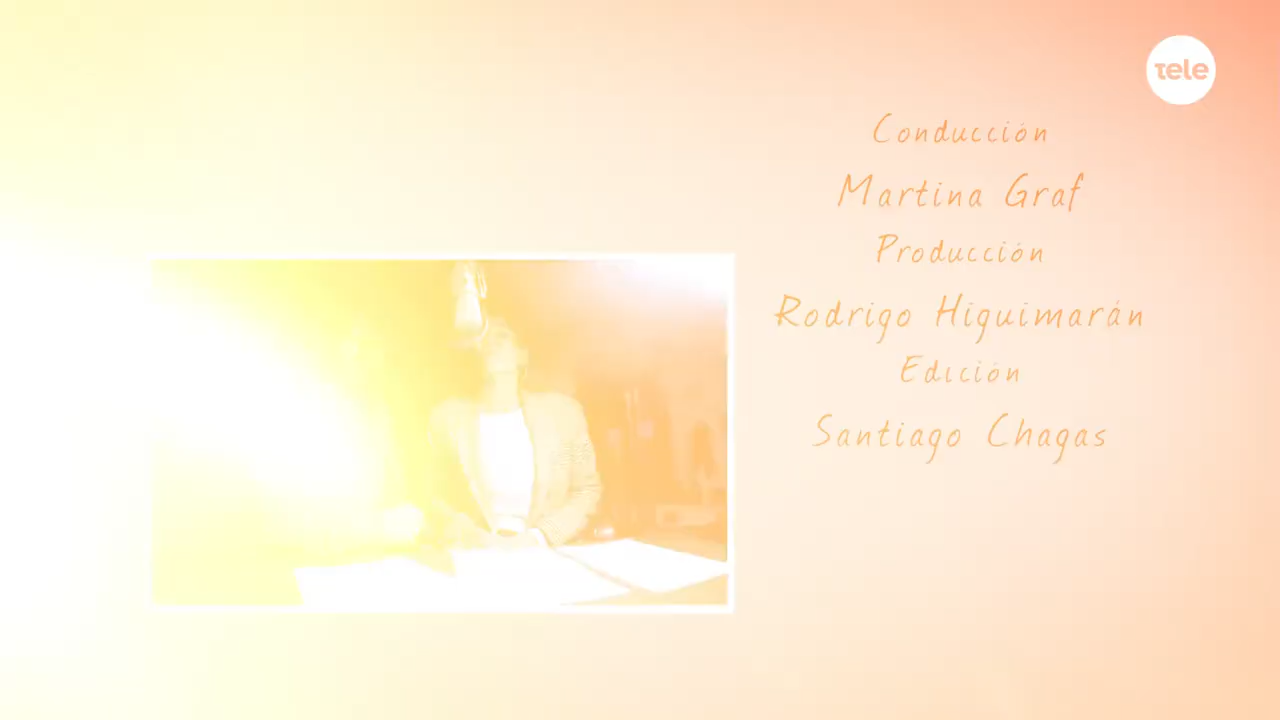 tele
Conducción
Martina Graf
Producción
Rodrigo Higuimarán
Edición
Santiago Chagas